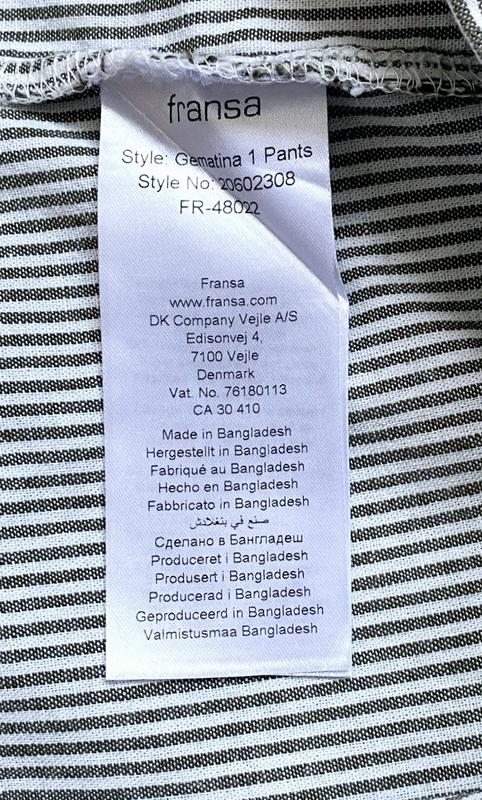 fransa
Style: Gematina 1 Pants
Style No: 20602308
FR-48022
Fransa
www.fransa.com
DK Company Vejle A/S
Edisonvej 4,
7100 Vejle
Denmark
Vat. No. 76180113
CA 30 410
Made in Bangladesh
Hergestellt in Bangladesh
Fabriqué au Bangladesh
Hecho en Bangladesh
Fabbricato in Bangladesh
صنع في بنغلادش
Сделано в Бангладеш
Produceret i Bangladesh
Produsert i Bangladesh
Producerad i Bangladesh
Geproduceerd in Bangladesh
Valmistusmaa Bangladesh